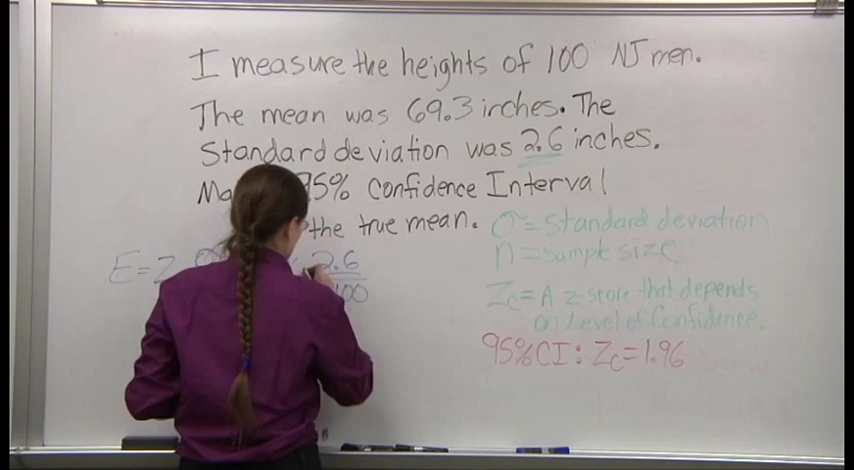 I measure the heights of 100 NJ men.
The mean was 69.3 inches. The
Standard deviation was 2.6 inches.
95% Confidence Interval
the true mean.
σ = standard deviation
n = sample size
Zc = A z-score that depends
on Level of Confidence.
95% CI: Zc = 1.96
E = Z σ 2.6
100